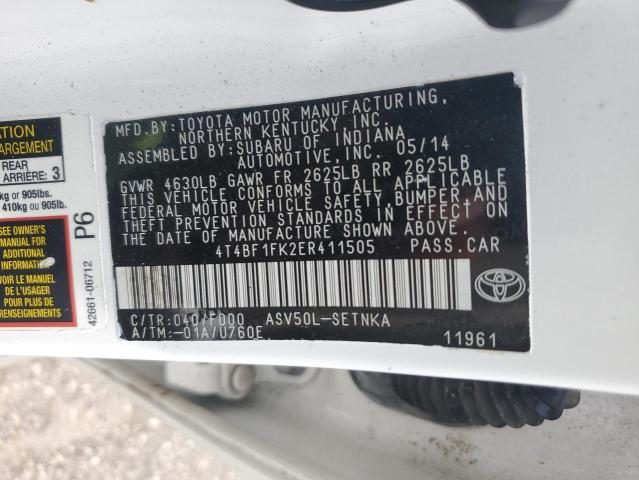 MFD.BY:TOYOTA MOTOR MANUFACTURING,
NORTHERN KENTUCKY INC.
ASSEMBLED BY:SUBARU OF INDIANA
AUTOMOTIVE, INC. 05/14
GVWR 4630LB GAWR FR 2625LB RR 2625LB
THIS VEHICLE CONFORMS TO ALL APPLICABLE
FEDERAL MOTOR VEHICLE SAFETY, BUMPER AND
THEFT PREVENTION STANDARDS IN EFFECT ON
THE DATE OF MANUFACTURE SHOWN ABOVE.
4T4BF1FK2ER411505 PASS.CAR
C/TR:040/FB00 ASV50L-SETNKA
A/TM:-01A/U760E
11961
TION
CHARGEMENT
REAR
ARRIÈRE: 3
kg or 905lbs.
410kg ou 905lb.
SEE OWNER'S
MANUAL FOR
ADDITIONAL
INFORMATION
VOIR LE MANUEL
DE L'USAGER
POUR PLUS DE
RENSEIGNEMENTS
P6
42661-06712